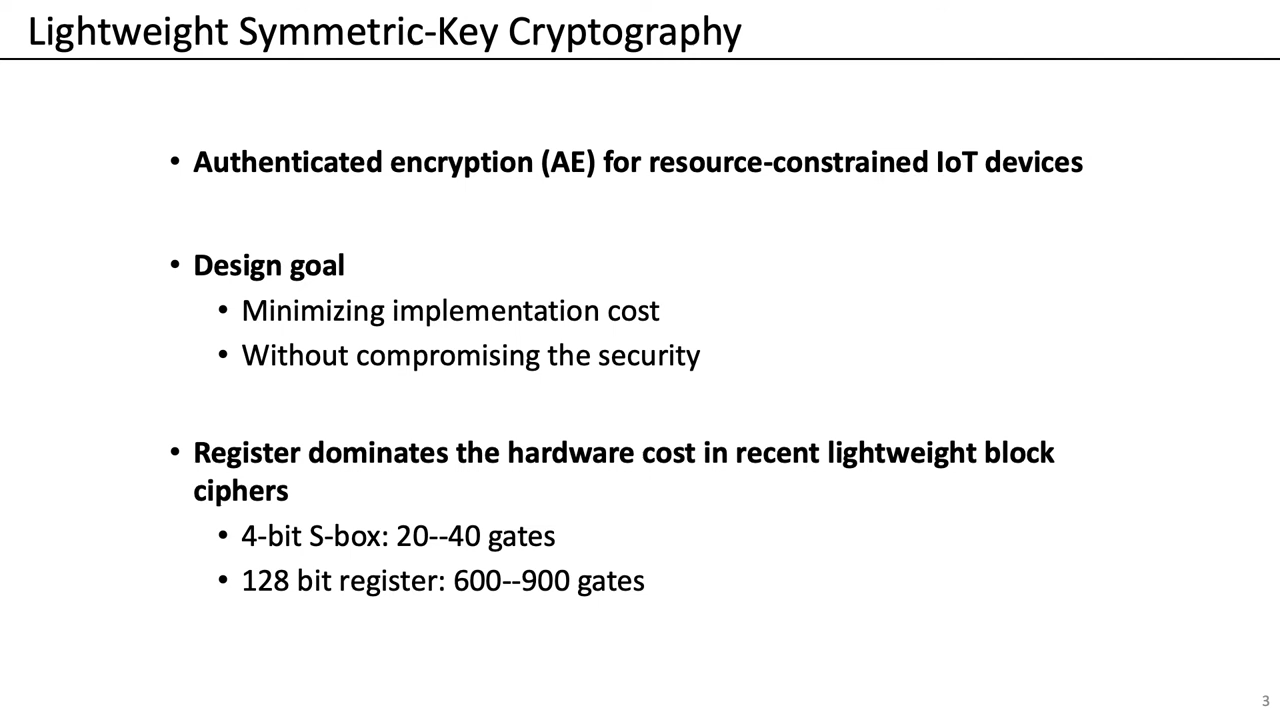 Lightweight Symmetric-Key Cryptography
• Authenticated encryption (AE) for resource-constrained IoT devices
• Design goal
• Minimizing implementation cost
• Without compromising the security
• Register dominates the hardware cost in recent lightweight block
ciphers
• 4-bit S-box: 20--40 gates
• 128 bit register: 600--900 gates
3